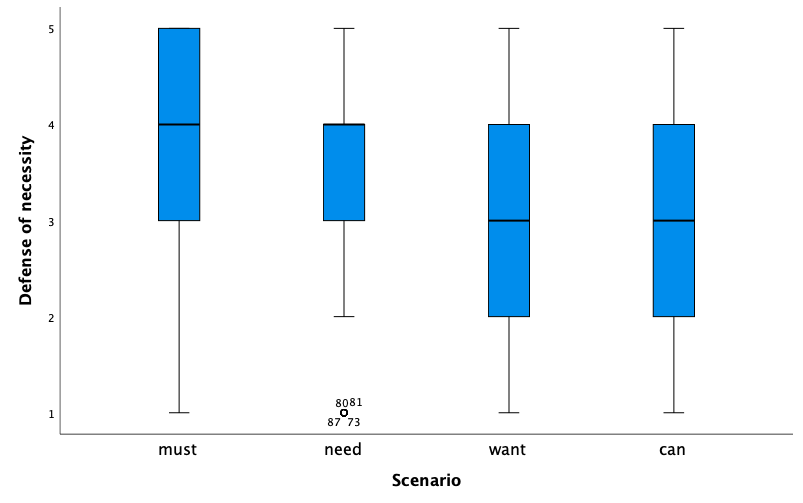 Defense of necessity
5
4
3
2
1
80 81
87 73
must need want can
Scenario